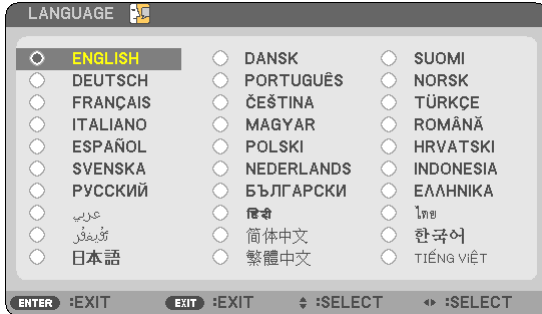 LANGUAGE
ENGLISH DANSK SUOMI
DEUTSCH PORTUGUÊS NORSK
FRANÇAIS ČEŠTINA TÜRKÇE
ITALIANO MAGYAR ROMÂNĂ
ESPAÑOL POLSKI HRVATSKI
SVENSKA NEDERLANDS INDONESIA
РУССКИЙ БЪЛГАРСКИ ΕΛΛΗΝΙΚΑ
عربي हिंदी ไทย
ئۇيغۇر 简体中文 한국어
日本語 繁體中文 TIẾNG VIỆT
ENTER :EXIT EXIT :EXIT :SELECT :SELECT